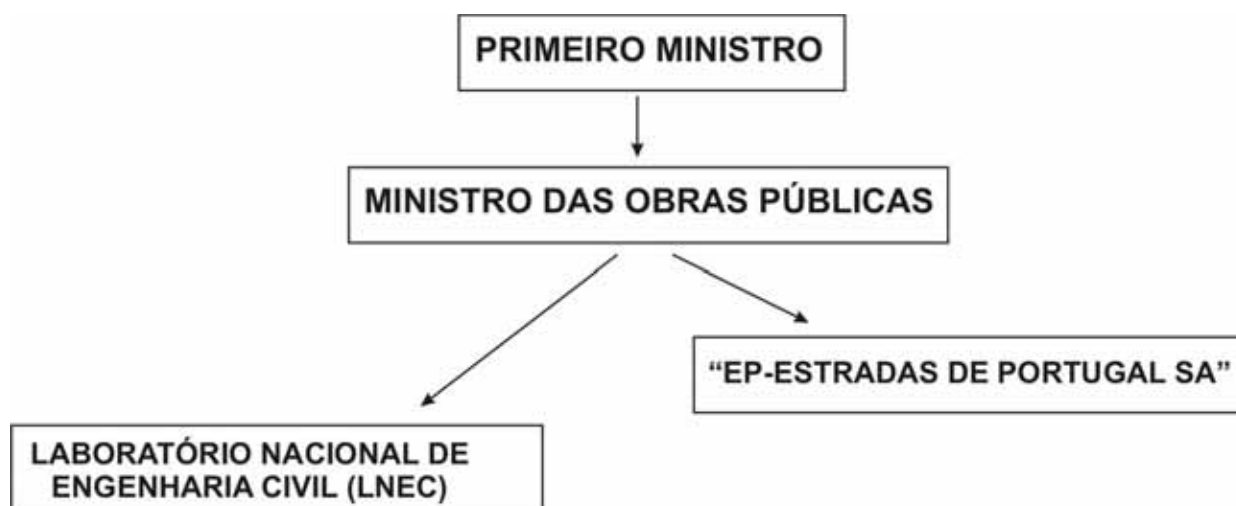 PRIMEIRO MINISTRO
MINISTRO DAS OBRAS PÚBLICAS
“EP-ESTRADAS DE PORTUGAL SA”
LABORATÓRIO NACIONAL DE
ENGENHARIA CIVIL (LNEC)